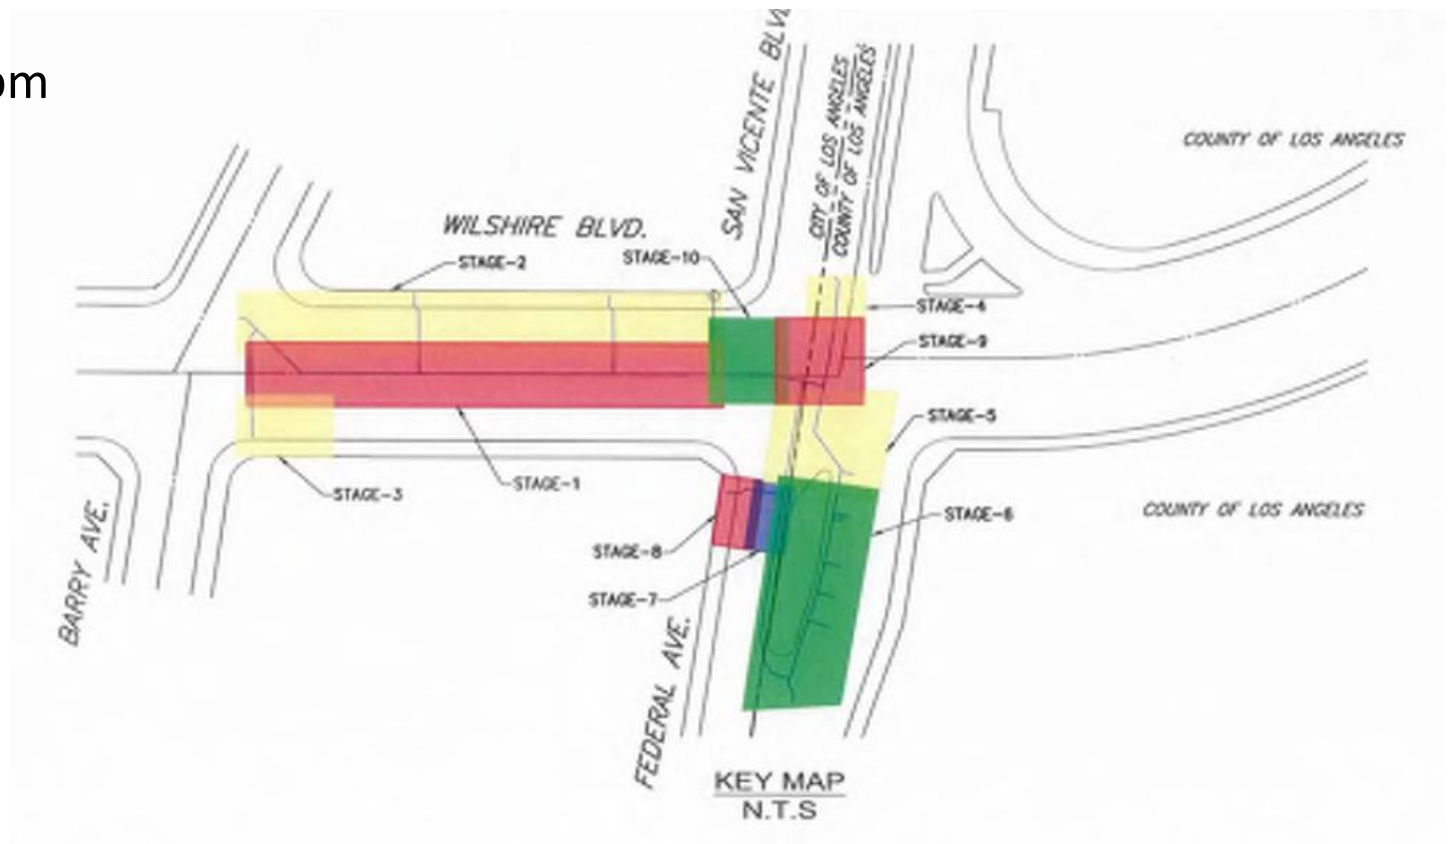 SAN VICENTE BLVD
CITY OF LOS ANGELES
COUNTY OF LOS ANGELES
COUNTY OF LOS ANGELES
WILSHIRE BLVD.
STAGE-2
STAGE-10
STAGE-4
STAGE-9
STAGE-5
STAGE-1
STAGE-3
STAGE-6
COUNTY OF LOS ANGELES
STAGE-8
STAGE-7
BARRY AVE.
FEDERAL AVE.
KEY MAP
N.T.S